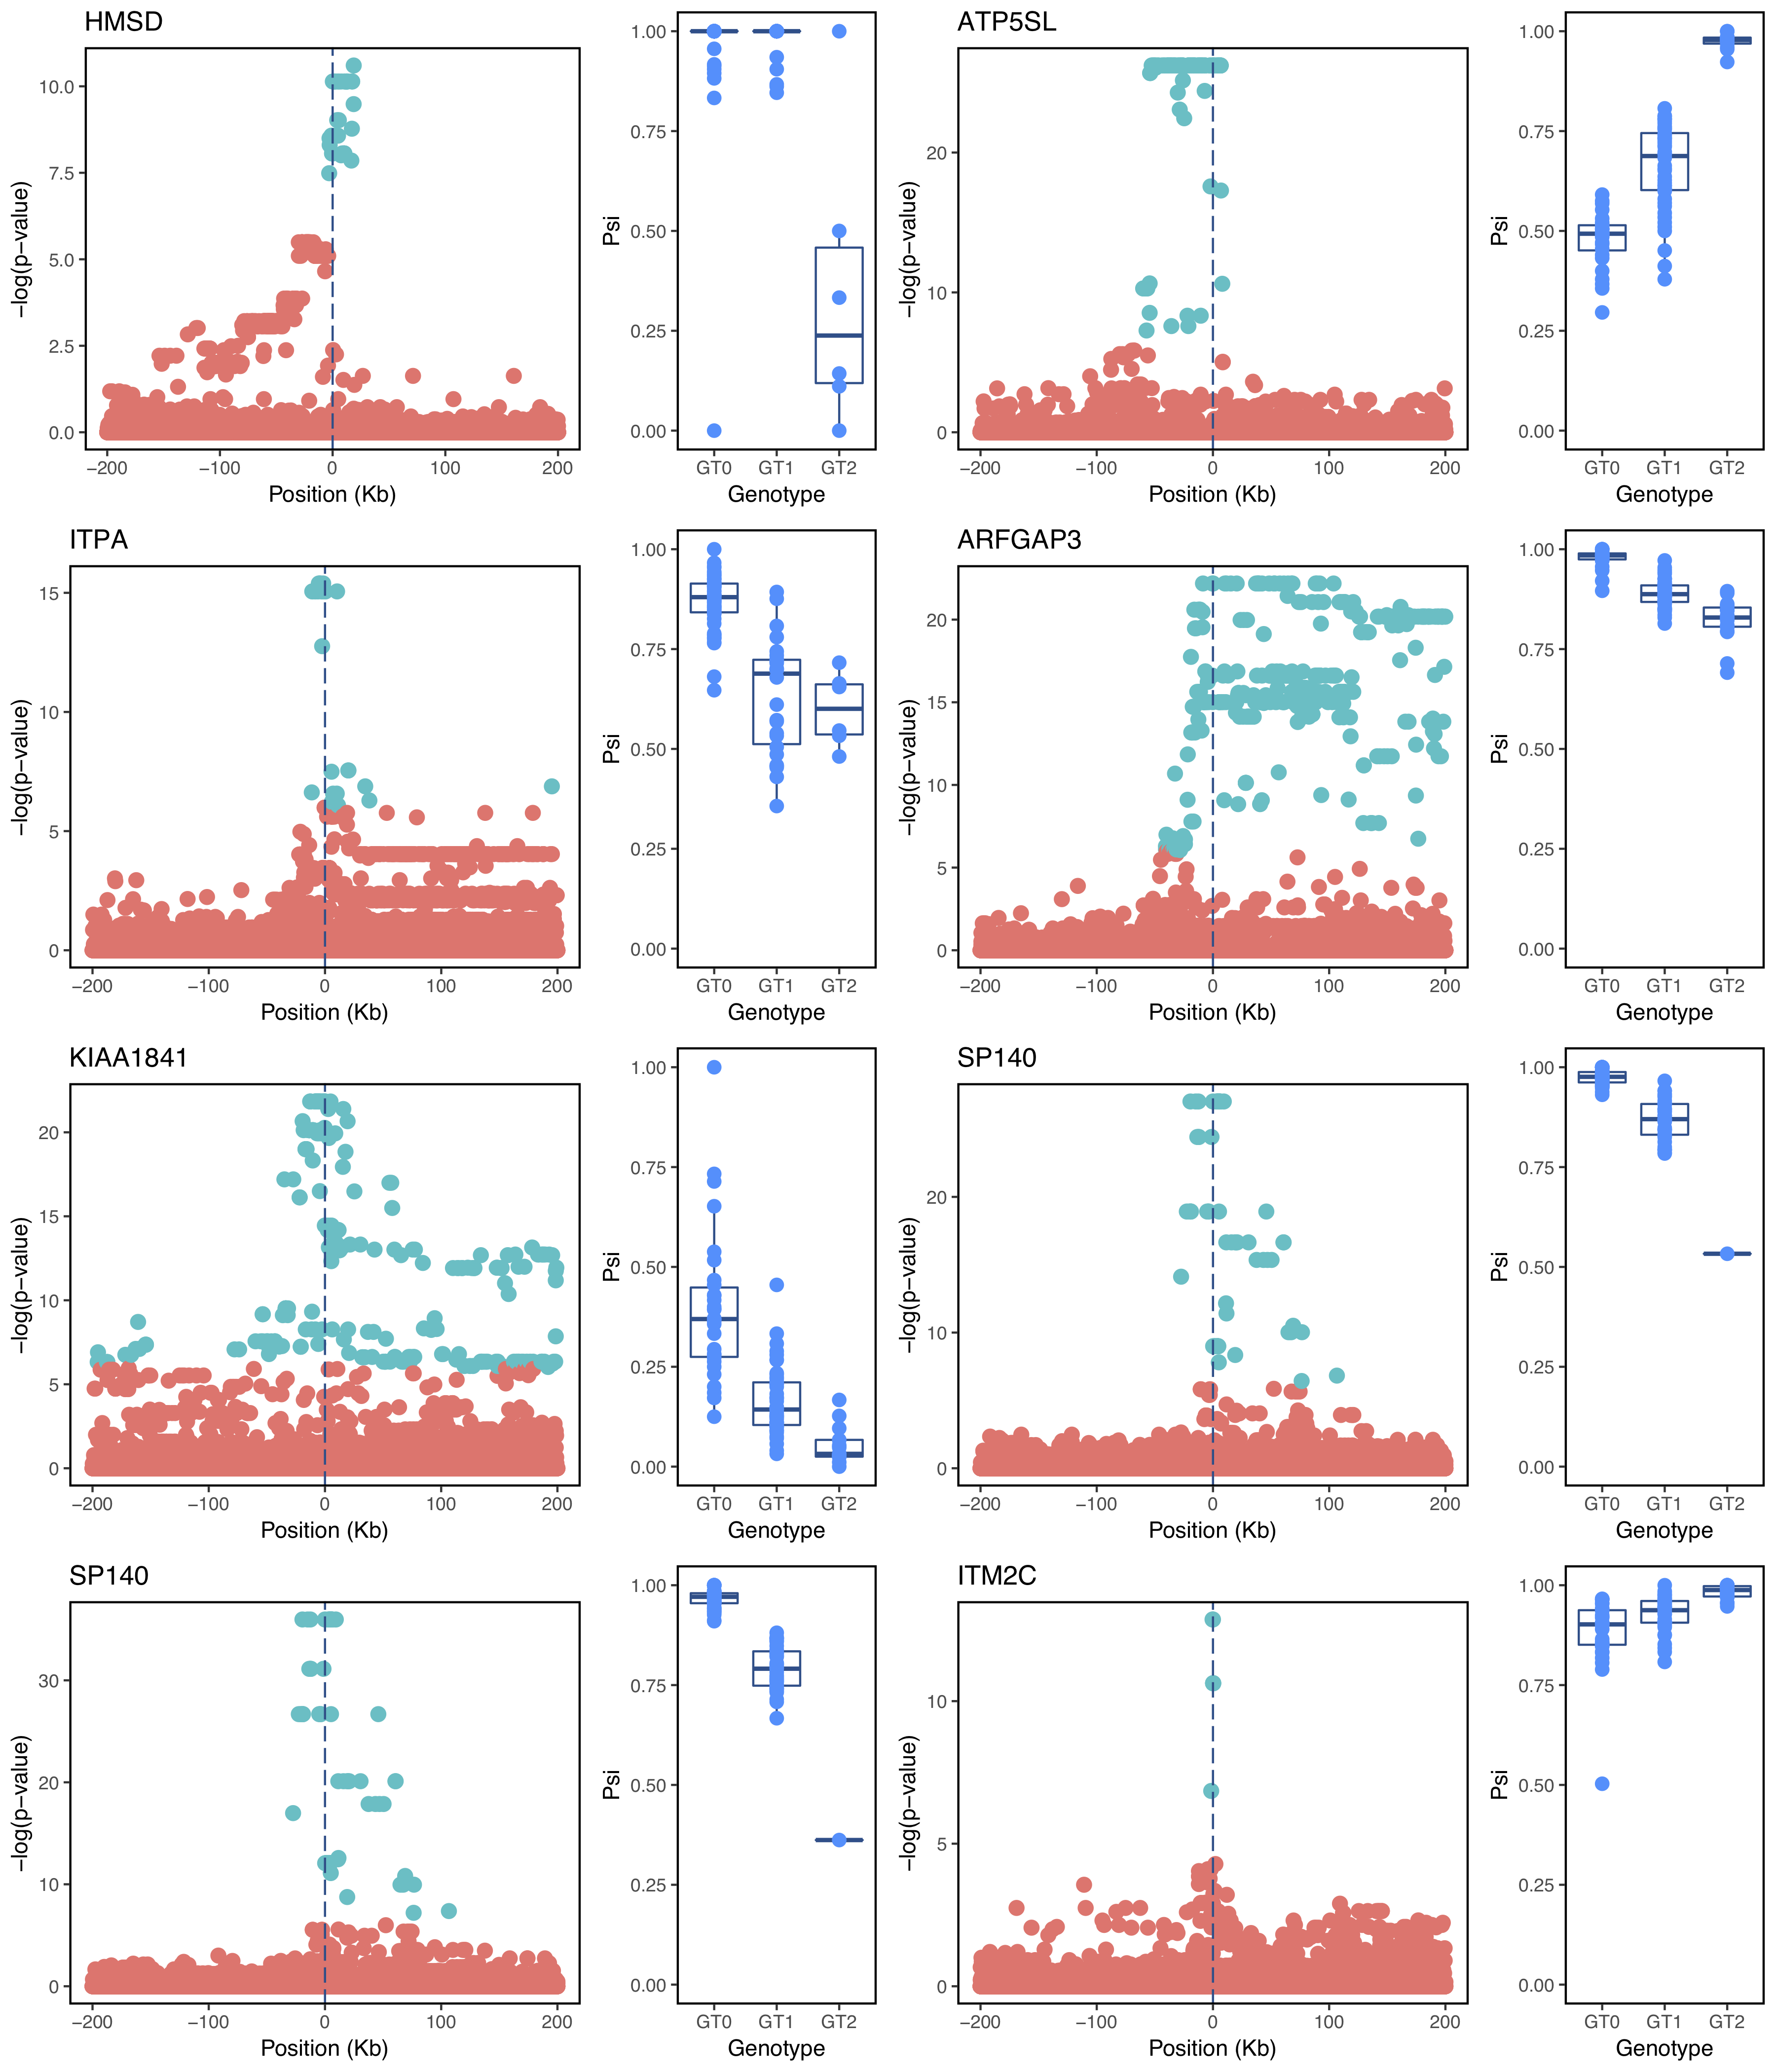 HMSD
−log(p−value)
10.0
7.5
5.0
2.5
0.0
−200 −100 0 100 200
Position (Kb)
Psi
1.00
0.75
0.50
0.25
0.00
GT0 GT1 GT2
Genotype
ATP5SL
−log(p−value)
20
10
0
−200 −100 0 100 200
Position (Kb)
Psi
1.00
0.75
0.50
0.25
0.00
GT0 GT1 GT2
Genotype
ITPA
−log(p−value)
15
10
5
0
−200 −100 0 100 200
Position (Kb)
Psi
1.00
0.75
0.50
0.25
0.00
GT0 GT1 GT2
Genotype
ARFGAP3
−log(p−value)
20
15
10
5
0
−200 −100 0 100 200
Position (Kb)
Psi
1.00
0.75
0.50
0.25
0.00
GT0 GT1 GT2
Genotype
KIAA1841
−log(p−value)
20
15
10
5
0
−200 −100 0 100 200
Position (Kb)
Psi
1.00
0.75
0.50
0.25
0.00
GT0 GT1 GT2
Genotype
SP140
−log(p−value)
20
10
0
−200 −100 0 100 200
Position (Kb)
Psi
1.00
0.75
0.50
0.25
0.00
GT0 GT1 GT2
Genotype
SP140
−log(p−value)
30
20
10
0
−200 −100 0 100 200
Position (Kb)
Psi
1.00
0.75
0.50
0.25
0.00
GT0 GT1 GT2
Genotype
ITM2C
−log(p−value)
10
5
0
−200 −100 0 100 200
Position (Kb)
Psi
1.00
0.75
0.50
0.25
0.00
GT0 GT1 GT2
Genotype